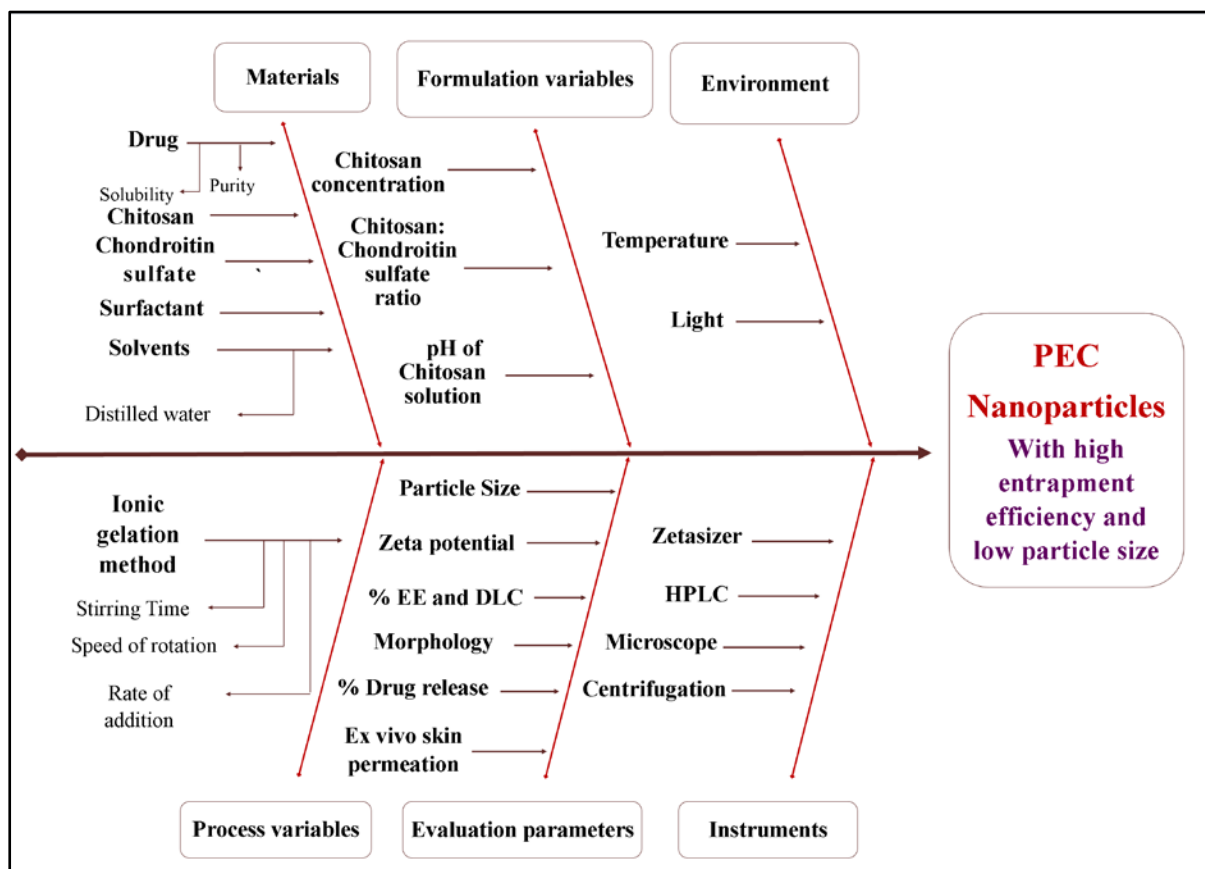 Materials
Formulation variables
Environment
Drug
Solubility
Purity
Chitosan
Chondroitin
sulfate
Surfactant
Solvents
Distilled water
Chitosan
concentration
Chitosan:
Chondroitin
sulfate
ratio
pH of
Chitosan
solution
Temperature
Light
PEC
Nanoparticles
With high
entrapment
efficiency and
low particle size
Ionic
gelation
method
Stirring Time
Speed of rotation
Rate of
addition
Particle Size
Zeta potential
% EE and DLC
Morphology
% Drug release
Ex vivo skin
permeation
Zetasizer
HPLC
Microscope
Centrifugation
Process variables
Evaluation parameters
Instruments